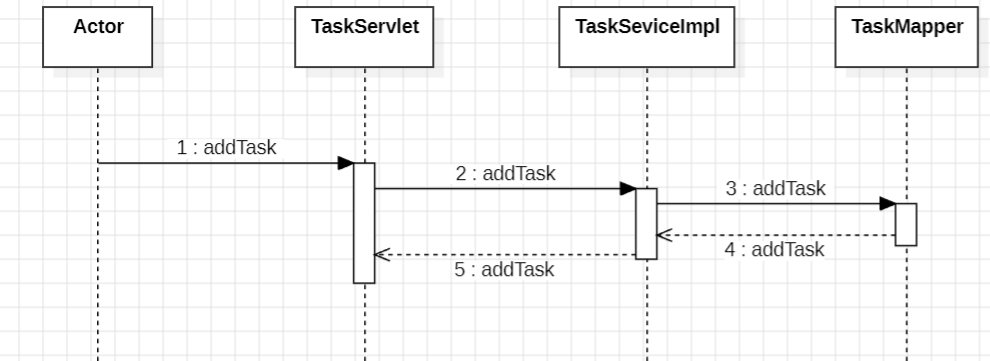 Actor
TaskServlet
TaskSeviceImpl
TaskMapper
1 : addTask
2 : addTask
3 : addTask
4 : addTask
5 : addTask